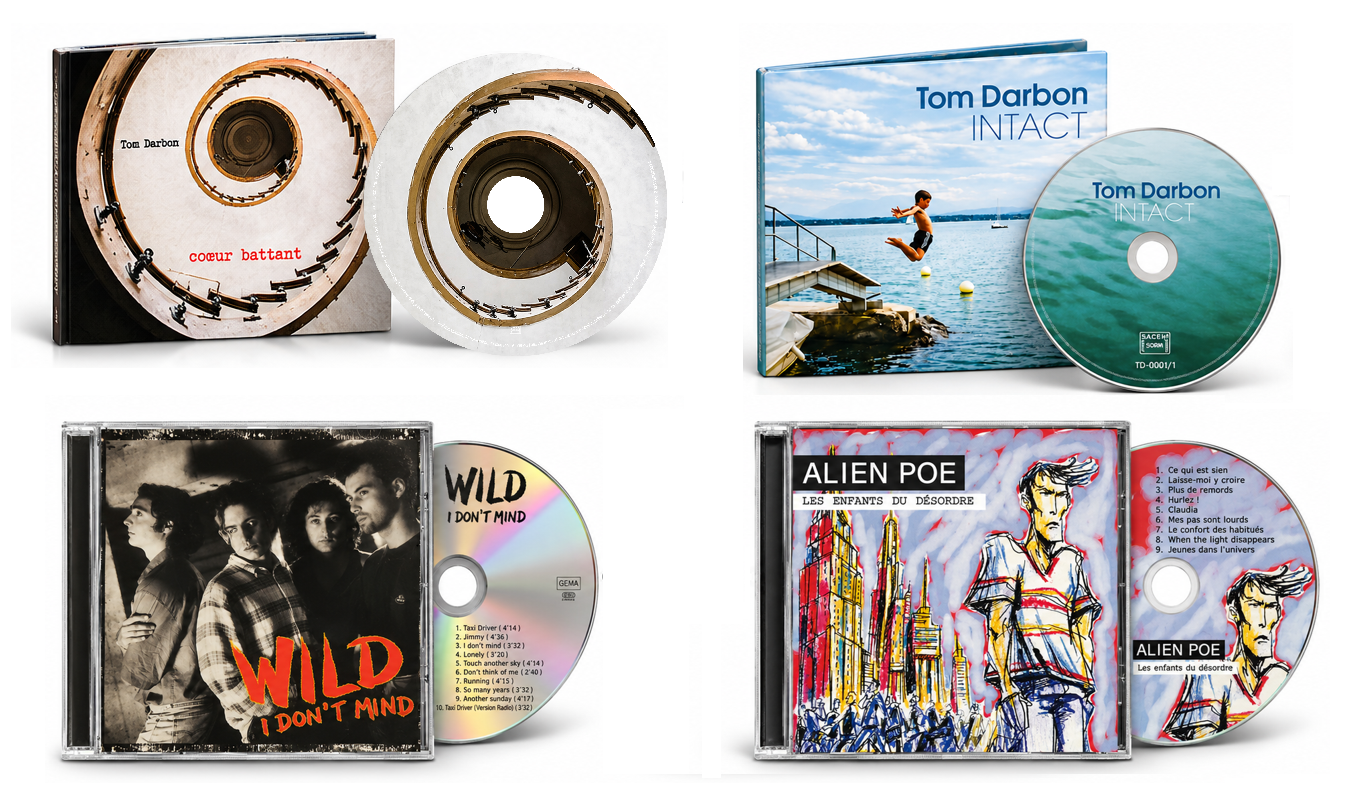 Tom Darbon
cœur battant
Tom Darbon
INTACT
Tom Darbon
INTACT
SACEM
SDRM
TD-0001/1
WILD
I DON'T MIND
WILD
I DON'T MIND
GEMA
1. Taxi Driver ( 4'14 )
2. Jimmy ( 4'36 )
3. I don't mind ( 3'32 )
4. Lonely ( 3'20 )
5. Touch another sky ( 4'14 )
6. Don't think of me ( 2'40 )
7. Running ( 4'15 )
8. So many years ( 3'32 )
9. Another sunday ( 4'17 )
10. Taxi Driver (Version Radio) ( 3'32 )
ALIEN POE
LES ENFANTS DU DÉSORDRE
1. Ce qui est sien
2. Laisse-moi y croire
3. Plus de remords
4. Hurlez !
5. Claudia
6. Mes pas sont lourds
7. Le confort des habitués
8. When the light disappears
9. Jeunes dans l'univers
ALIEN POE
Les enfants du désordre